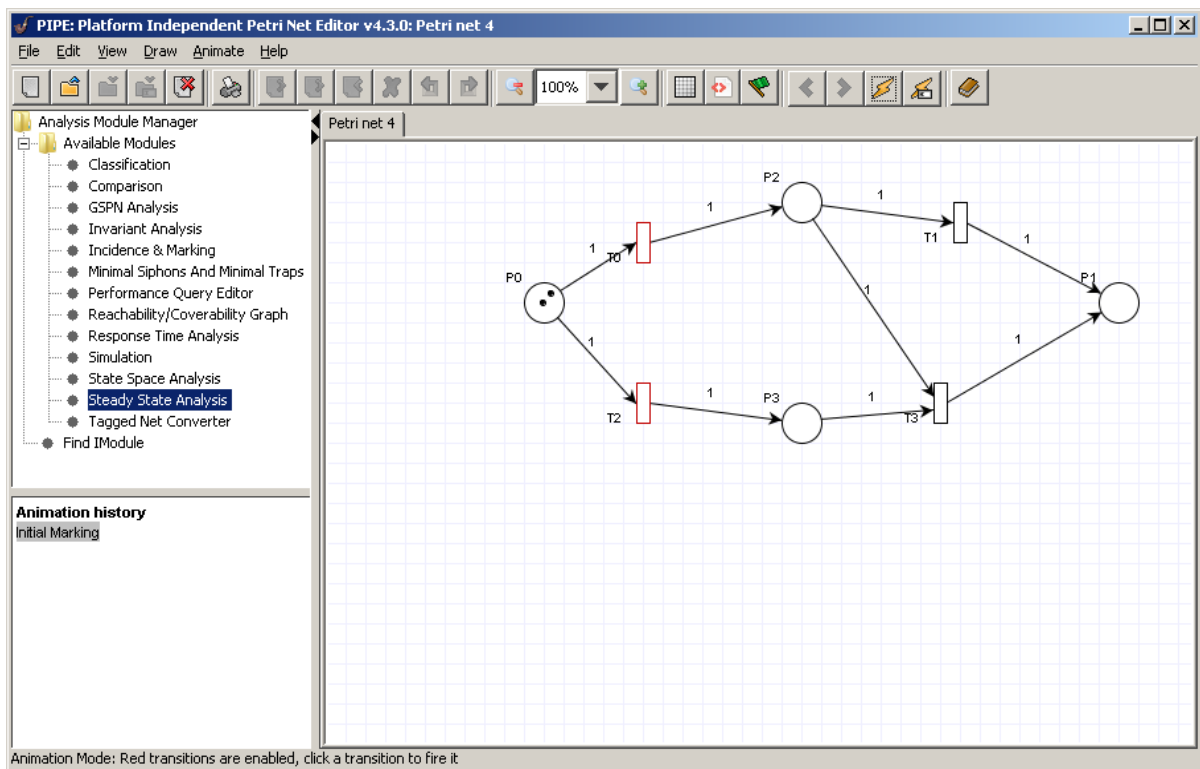 PIPE: Platform Independent Petri Net Editor v4.3.0: Petri net 4
File Edit View Draw Animate Help
100%
Analysis Module Manager
Available Modules
Classification
Comparison
GSPN Analysis
Invariant Analysis
Incidence & Marking
Minimal Siphons And Minimal Traps
Performance Query Editor
Reachability/Coverability Graph
Response Time Analysis
Simulation
State Space Analysis
Steady State Analysis
Tagged Net Converter
Find IModule
Animation history
Initial Marking
Petri net 4
P2
1
1
T1
1
1
T0
P0
1
P1
1
1
T2
1
P3
1
T3
Animation Mode: Red transitions are enabled, click a transition to fire it